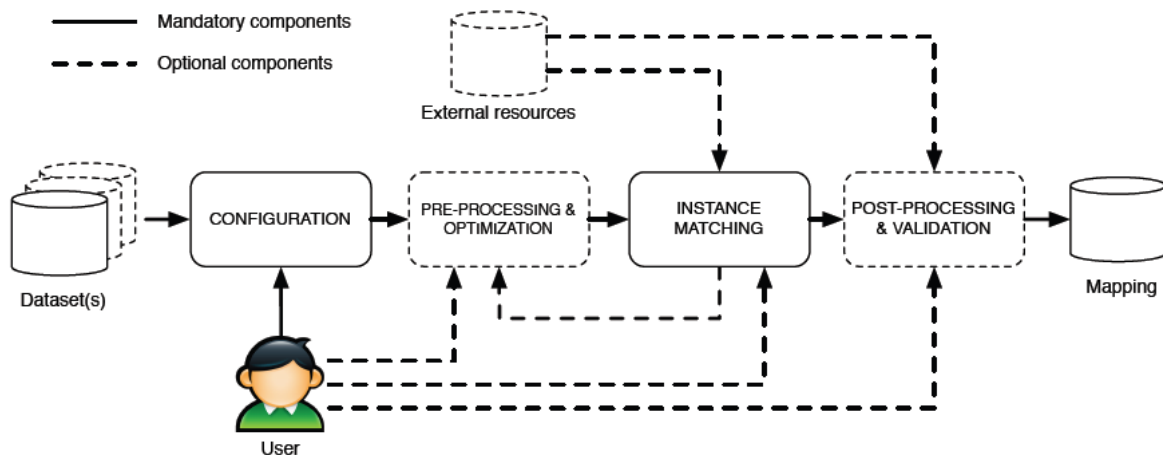 Mandatory components
Optional components
External resources
CONFIGURATION
PRE-PROCESSING &
OPTIMIZATION
INSTANCE
MATCHING
POST-PROCESSING
& VALIDATION
Dataset(s)
Mapping
User